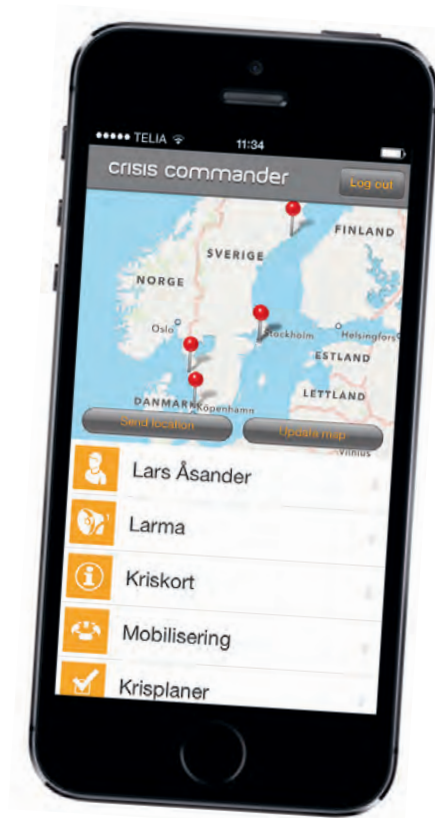 TELIA
11:34
crisis commander
Log out
FINLAND
SVERIGE
NORGE
Oslo
Stockholm
Helsingfors
ESTLAND
LETTLAND
DANMARK
Köpenhamn
Send location
Update map
Vilnius
Lars Åsander
Larma
Kriskort
Mobilisering
Krisplaner